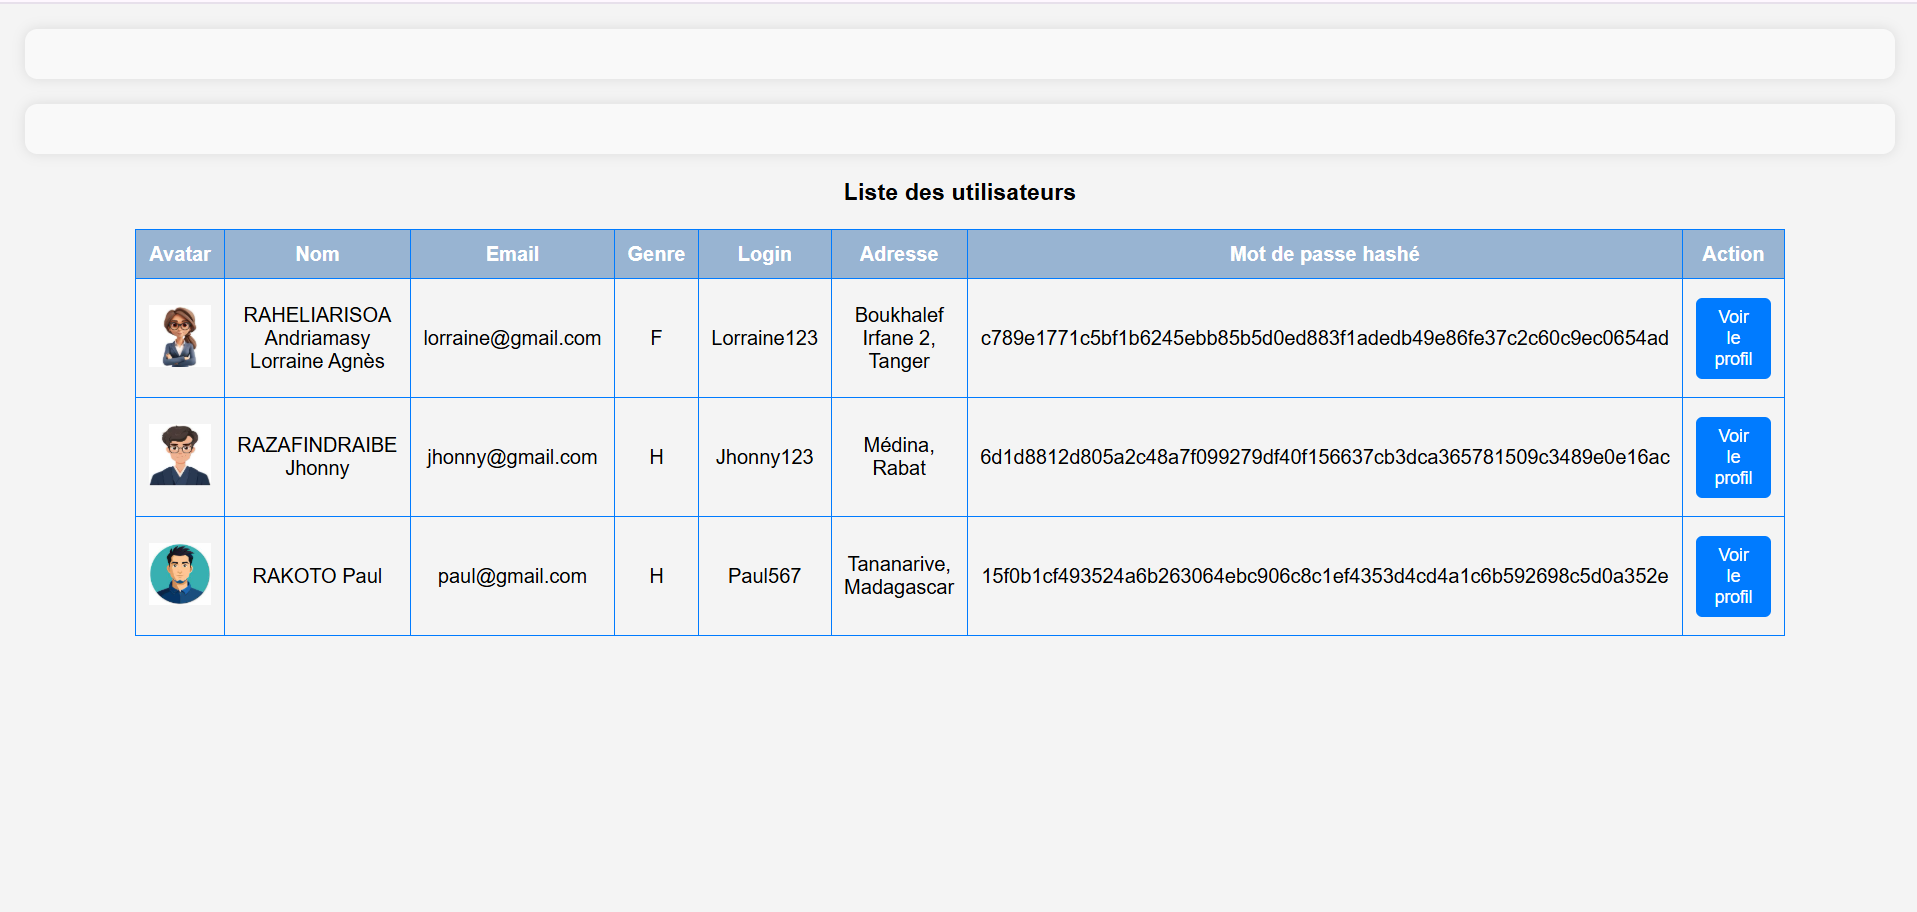 Liste des utilisateurs
Avatar Nom Email Genre Login Adresse Mot de passe hashé Action
RAHELIARISOA
Andriamasy
Lorraine Agnès
lorraine@gmail.com
F
Lorraine123
Boukhalef
Irfane 2,
Tanger
c789e1771c5bf1b6245ebb85b5d0ed883f1adedb49e86fe37c2c60c9ec0654ad
Voir
le
profil
RAZAFINDRAIBE
Jhonny
jhonny@gmail.com
H
Jhonny123
Médina,
Rabat
6d1d8812d805a2c48a7f099279df40f156637cb3dca365781509c3489e0e16ac
Voir
le
profil
RAKOTO Paul
paul@gmail.com
H
Paul567
Tananarive,
Madagascar
15f0b1cf493524a6b263064ebc906c8c1ef4353d4cd4a1c6b592698c5d0a352e
Voir
le
profil